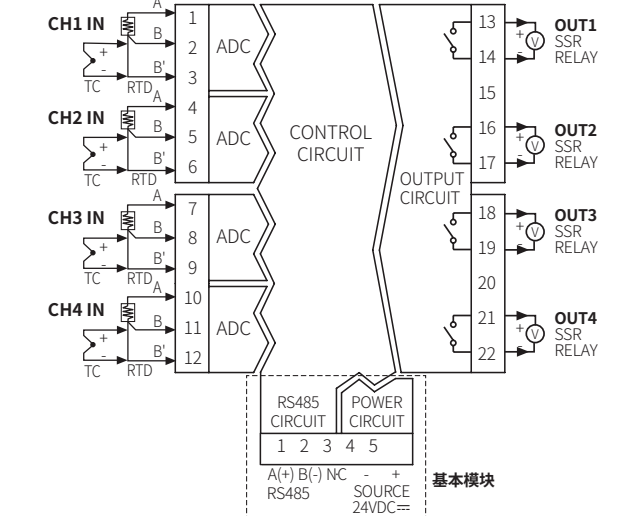 CH1 IN
A
B
B'
+
-
TC
RTD
1
2
3
ADC
CH2 IN
A
B
B'
+
-
TC
RTD
4
5
6
ADC
CH3 IN
A
B
B'
+
-
TC
RTD
7
8
9
ADC
CH4 IN
A
B
B'
+
-
TC
RTD
10
11
12
ADC
CONTROL
CIRCUIT
OUTPUT
CIRCUIT
13
14
15
16
17
18
19
20
21
22
+
-
V
OUT1
SSR
RELAY
+
-
V
OUT2
SSR
RELAY
+
-
V
OUT3
SSR
RELAY
+
-
V
OUT4
SSR
RELAY
RS485
CIRCUIT
POWER
CIRCUIT
1 2 3 4 5
A(+) B(-) N·C - +
RS485
SOURCE
24VDC⎓
基本模块